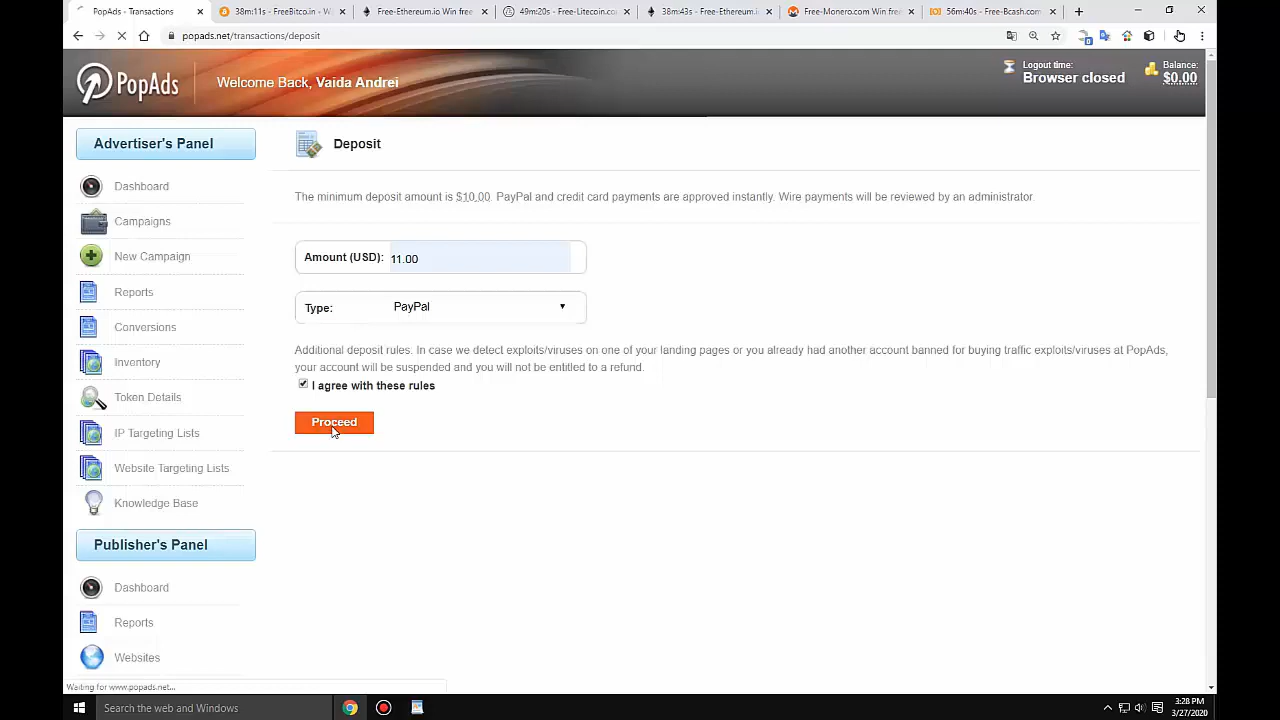 PopAds - Transactions
38m:11s - FreeBitco.in - W
Free-Ethereum.io Win free
49m:20s - Free-Litecoin.com
38m:43s - Free-Ethereum.i
Free-Monero.com Win free
56m:40s - Free-Bcash.com
popads.net/transactions/deposit
PopAds
Welcome Back, Vaida Andrei
Logout time:
Browser closed
Balance:
$0.00
Advertiser's Panel
Dashboard
Campaigns
New Campaign
Reports
Conversions
Inventory
Token Details
IP Targeting Lists
Website Targeting Lists
Knowledge Base
Publisher's Panel
Dashboard
Reports
Websites
Deposit
The minimum deposit amount is $10.00. PayPal and credit card payments are approved instantly. Wire payments will be reviewed by an administrator.
Amount (USD): 11.00
Type: PayPal
Additional deposit rules: In case we detect exploits/viruses on one of your landing pages or you already had another account banned for buying traffic exploits/viruses at PopAds,
your account will be suspended and you will not be entitled to a refund.
I agree with these rules
Proceed
Waiting for www.popads.net...
Search the web and Windows
3:28 PM
3/27/2020